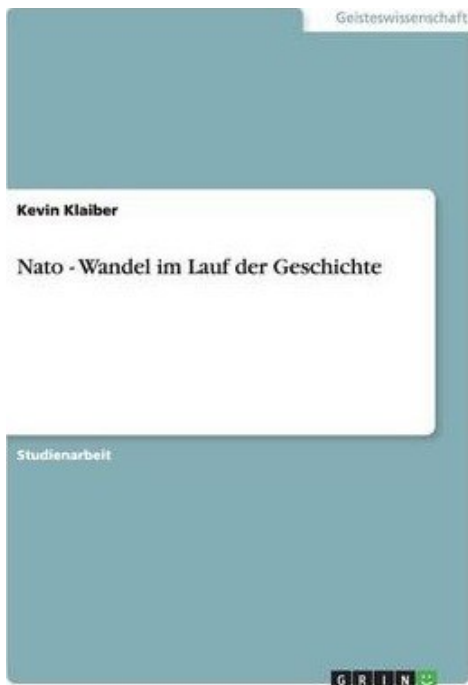 Geisteswissenschaft
Kevin Klaiber
Nato - Wandel im Lauf der Geschichte
Studienarbeit
GRIN